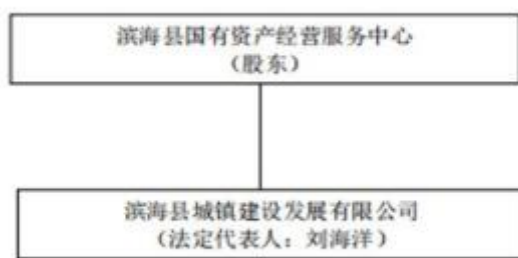 滨海县国有资产经营服务中心
（股东）
滨海县城镇建设发展有限公司
（法定代表人：刘海洋）